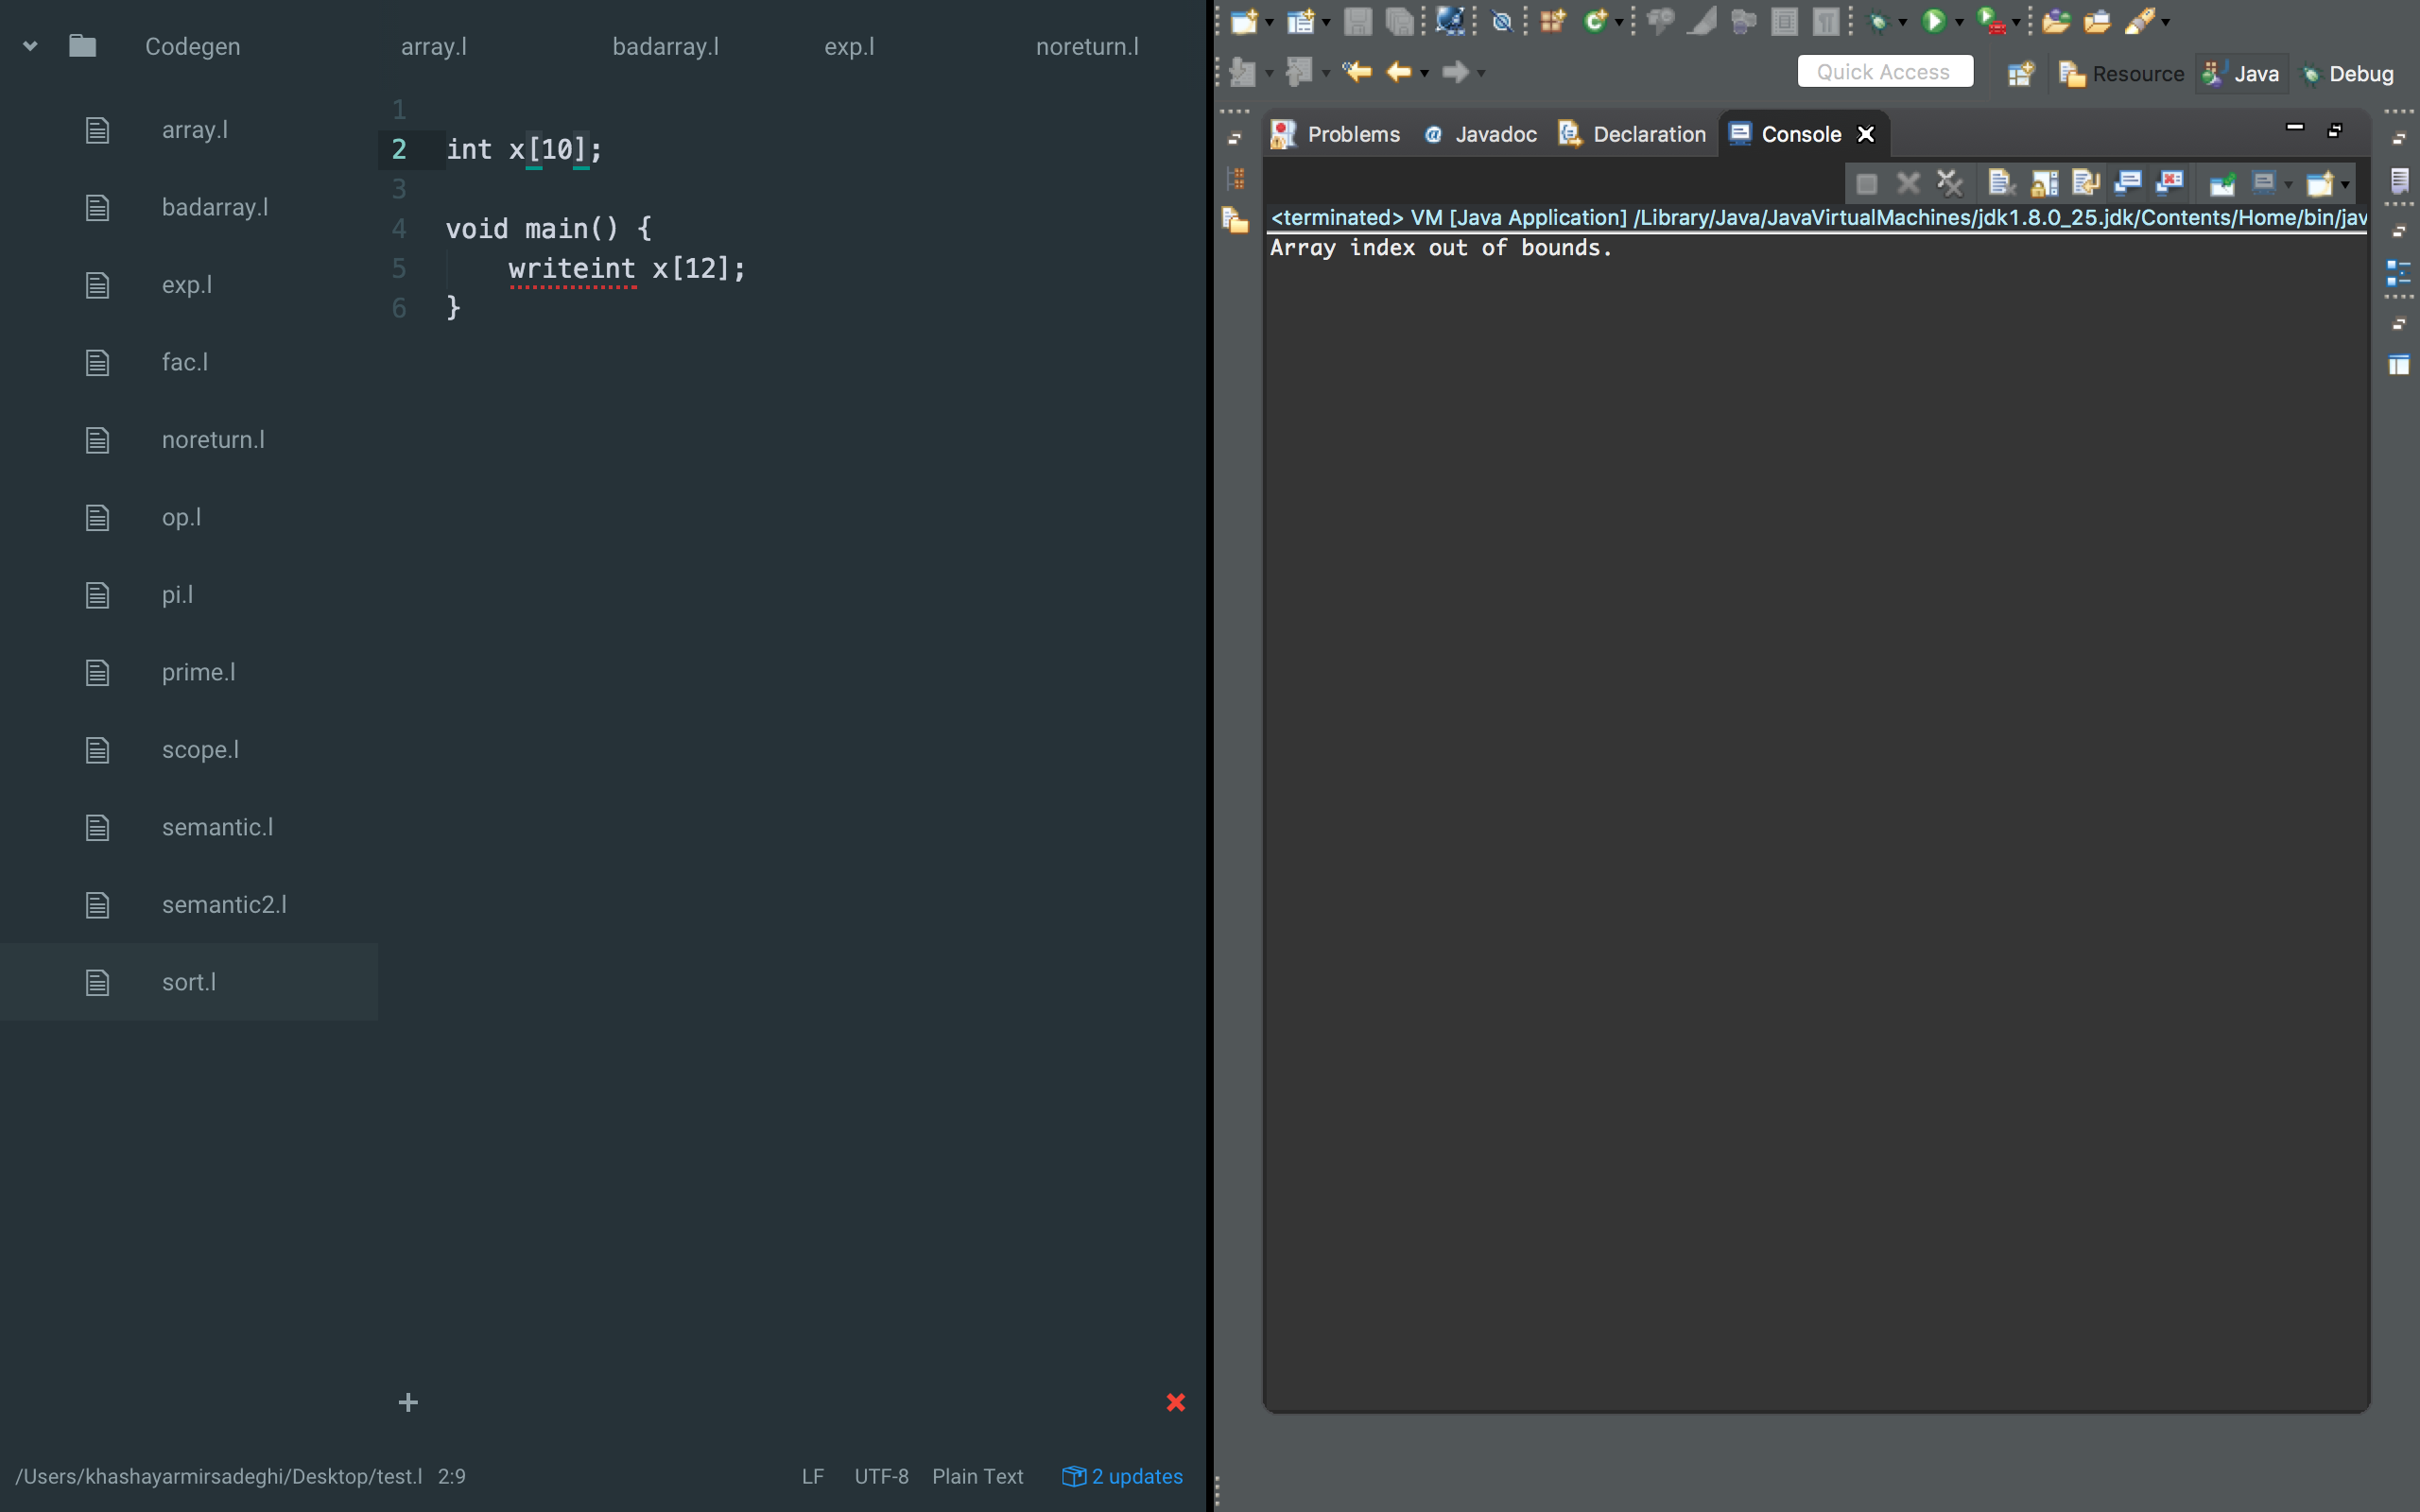 Codegen
array.l
badarray.l
exp.l
fac.l
noreturn.l
op.l
pi.l
prime.l
scope.l
semantic.l
semantic2.l
sort.l
array.l badarray.l exp.l noreturn.l
1
2 int x[10];
3
4 void main() {
5 writeint x[12];
6 }
/Users/khashayarmirsadeghi/Desktop/test.l 2:9 LF UTF-8 Plain Text 2 updates
Quick Access Resource Java Debug
Problems @ Javadoc Declaration Console
<terminated> VM [Java Application] /Library/Java/JavaVirtualMachines/jdk1.8.0_25.jdk/Contents/Home/bin/jav
Array index out of bounds.